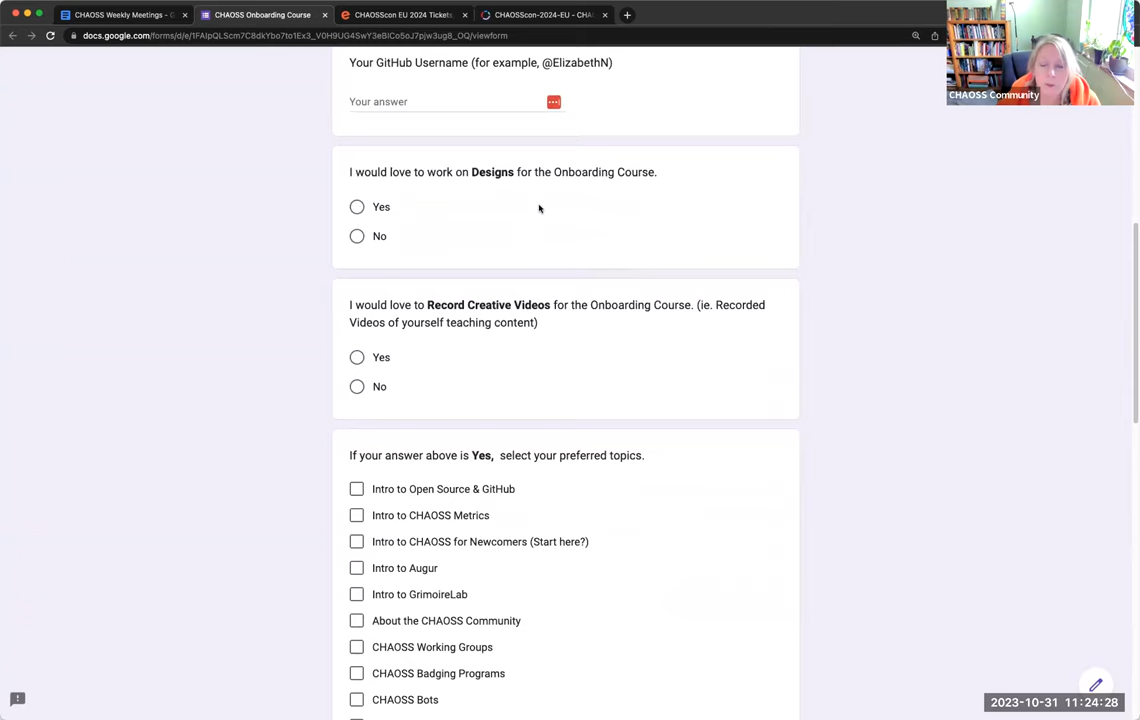 CHAOSS Weekly Meetings - D
CHAOSS Onboarding Course
CHAOSScon EU 2024 Tickets
CHAOSScon-2024-EU - CHA
docs.google.com/forms/d/e/1FAIpQLScm7C8dkYbo7to1Ex3_V0H9UG4SwY3eBICo5oJ7pjw3ug8_OQ/viewform
CHAOSS Community
Your GitHub Username (for example, @ElizabethN)
Your answer
I would love to work on Designs for the Onboarding Course.
Yes
No
I would love to Record Creative Videos for the Onboarding Course. (ie. Recorded
Videos of yourself teaching content)
Yes
No
If your answer above is Yes, select your preferred topics.
Intro to Open Source & GitHub
Intro to CHAOSS Metrics
Intro to CHAOSS for Newcomers (Start here?)
Intro to Augur
Intro to GrimoireLab
About the CHAOSS Community
CHAOSS Working Groups
CHAOSS Badging Programs
CHAOSS Bots
2023-10-31 11:24:28